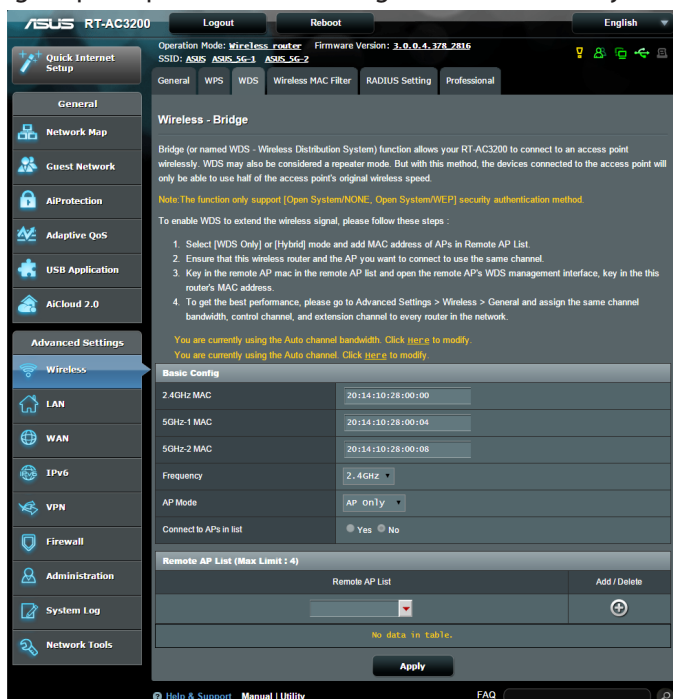 ASUS RT-AC3200
Logout
Reboot
English
Quick Internet Setup
Operation Mode: Wireless router Firmware Version: 3.0.0.4.378_2816
SSID: ASUS ASUS_5G-1 ASUS_5G-2
General
WPS
WDS
Wireless MAC Filter
RADIUS Setting
Professional
General
Network Map
Guest Network
AiProtection
Adaptive QoS
USB Application
AiCloud 2.0
Advanced Settings
Wireless
LAN
WAN
IPv6
VPN
Firewall
Administration
System Log
Network Tools
Wireless - Bridge
Bridge (or named WDS - Wireless Distribution System) function allows your RT-AC3200 to connect to an access point
wirelessly. WDS may also be considered a repeater mode. But with this method, the devices connected to the access point will
only be able to use half of the access point's original wireless speed.
Note:The function only support [Open System/NONE, Open System/WEP] security authentication method.
To enable WDS to extend the wireless signal, please follow these steps :
1. Select [WDS Only] or [Hybrid] mode and add MAC address of APs in Remote AP List.
2. Ensure that this wireless router and the AP you want to connect to use the same channel.
3. Key in the remote AP mac in the remote AP list and open the remote AP's WDS management interface, key in the this
router's MAC address.
4. To get the best performance, please go to Advanced Settings > Wireless > General and assign the same channel
bandwidth, control channel, and extension channel to every router in the network.
You are currently using the Auto channel bandwidth. Click Here to modify.
You are currently using the Auto channel. Click Here to modify.
Basic Config
2.4GHz MAC 20:14:10:28:00:00
5GHz-1 MAC 20:14:10:28:00:04
5GHz-2 MAC 20:14:10:28:00:08
Frequency 2.4GHz
AP Mode AP Only
Connect to APs in list Yes No
Remote AP List (Max Limit : 4)
Remote AP List Add / Delete
No data in table.
Apply
Help & Support Manual | Utility FAQ